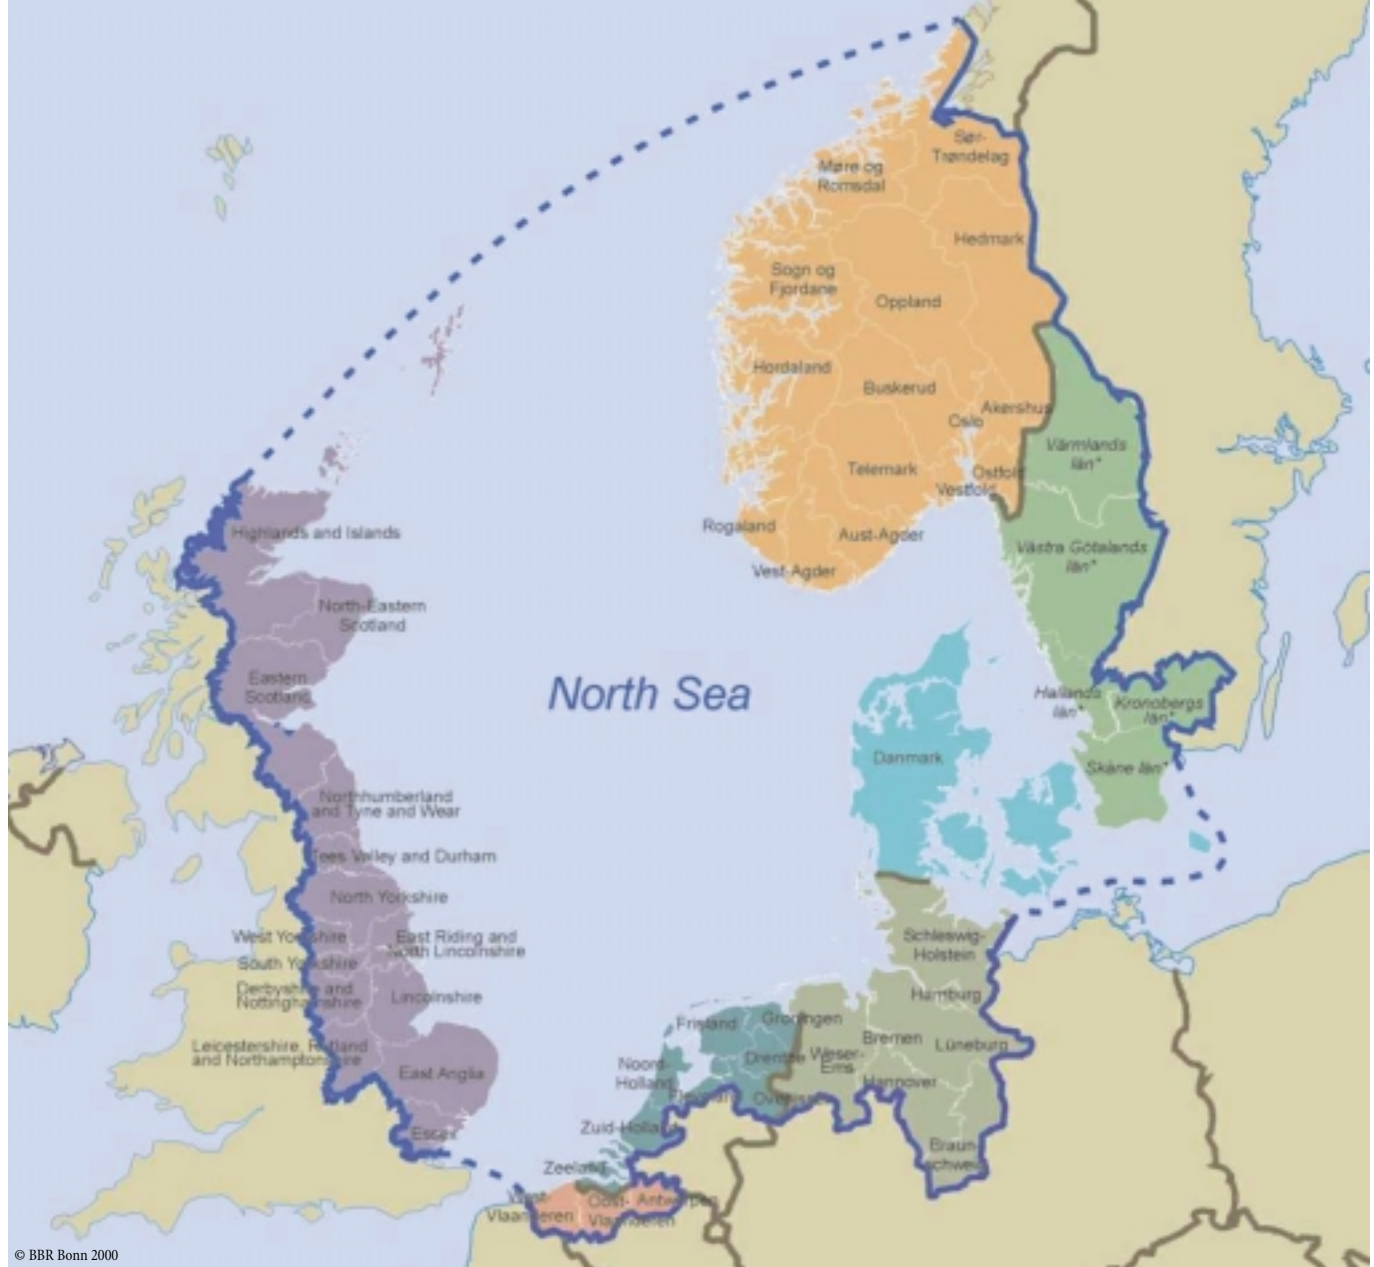 Sør-
Trøndelag
Møre og
Romsdal
Hedmark
Sogn og
Fjordane
Oppland
Hordaland
Buskerud
Akershus
Oslo
Värmlands
län*
Telemark
Ostfold
Vestfold
Rogaland
Aust-Agder
Vest-Agder
Västra Götalands
län*
Highlands and Islands
North-Eastern
Scotland
Eastern
Scotland
North Sea
Hallands
län*
Kronobergs
län*
Danmark
Skåne län*
Northhumberland
and Tyne and Wear
Tees Valley and Durham
North Yorkshire
West Yorkshire
East Riding and
North Lincolnshire
South Yorkshire
Derbyshire and
Nottinghamshire
Lincolnshire
Leicestershire, Rutland
and Northamptonshire
East Anglia
Essex
Schleswig-
Holstein
Hamburg
Frisland
Groningen
Bremen
Lüneburg
Drenthe
Weser-
Ems
Noord-
Holland
Hannover
Flevoland
Overijssel
Zuid-Holland
Braun-
schweig
Zeeland
West-
Vlaanderen
Oost-
Vlaanderen
Antwerpen
© BBR Bonn 2000